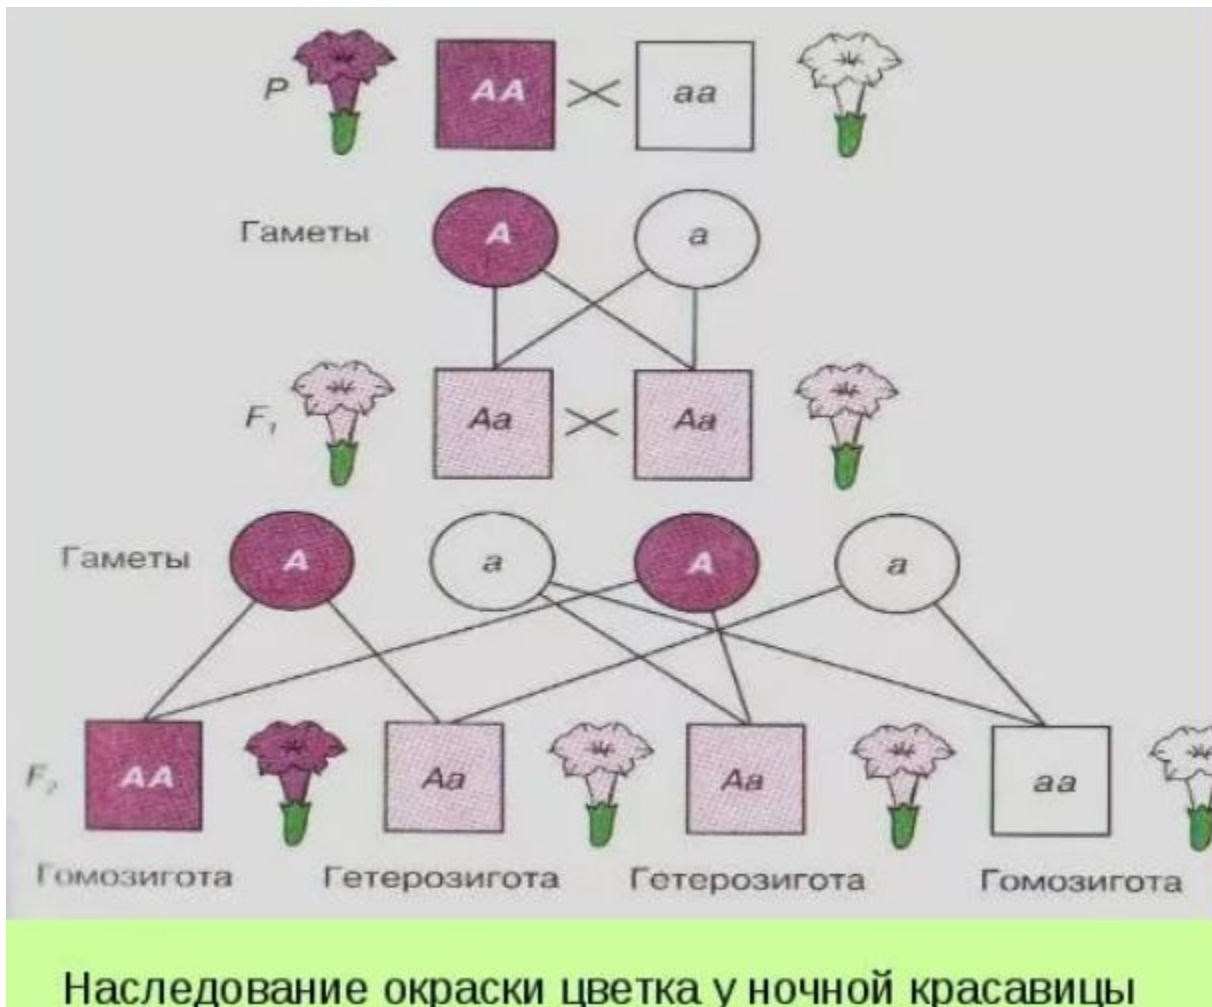 P AA aa
Гаметы A a
F₁ Aa Aa
Гаметы A a A a
F₂ AA Aa Aa aa
Гомозигота Гетерозигота Гетерозигота Гомозигота
Наследование окраски цветка у ночной красавицы